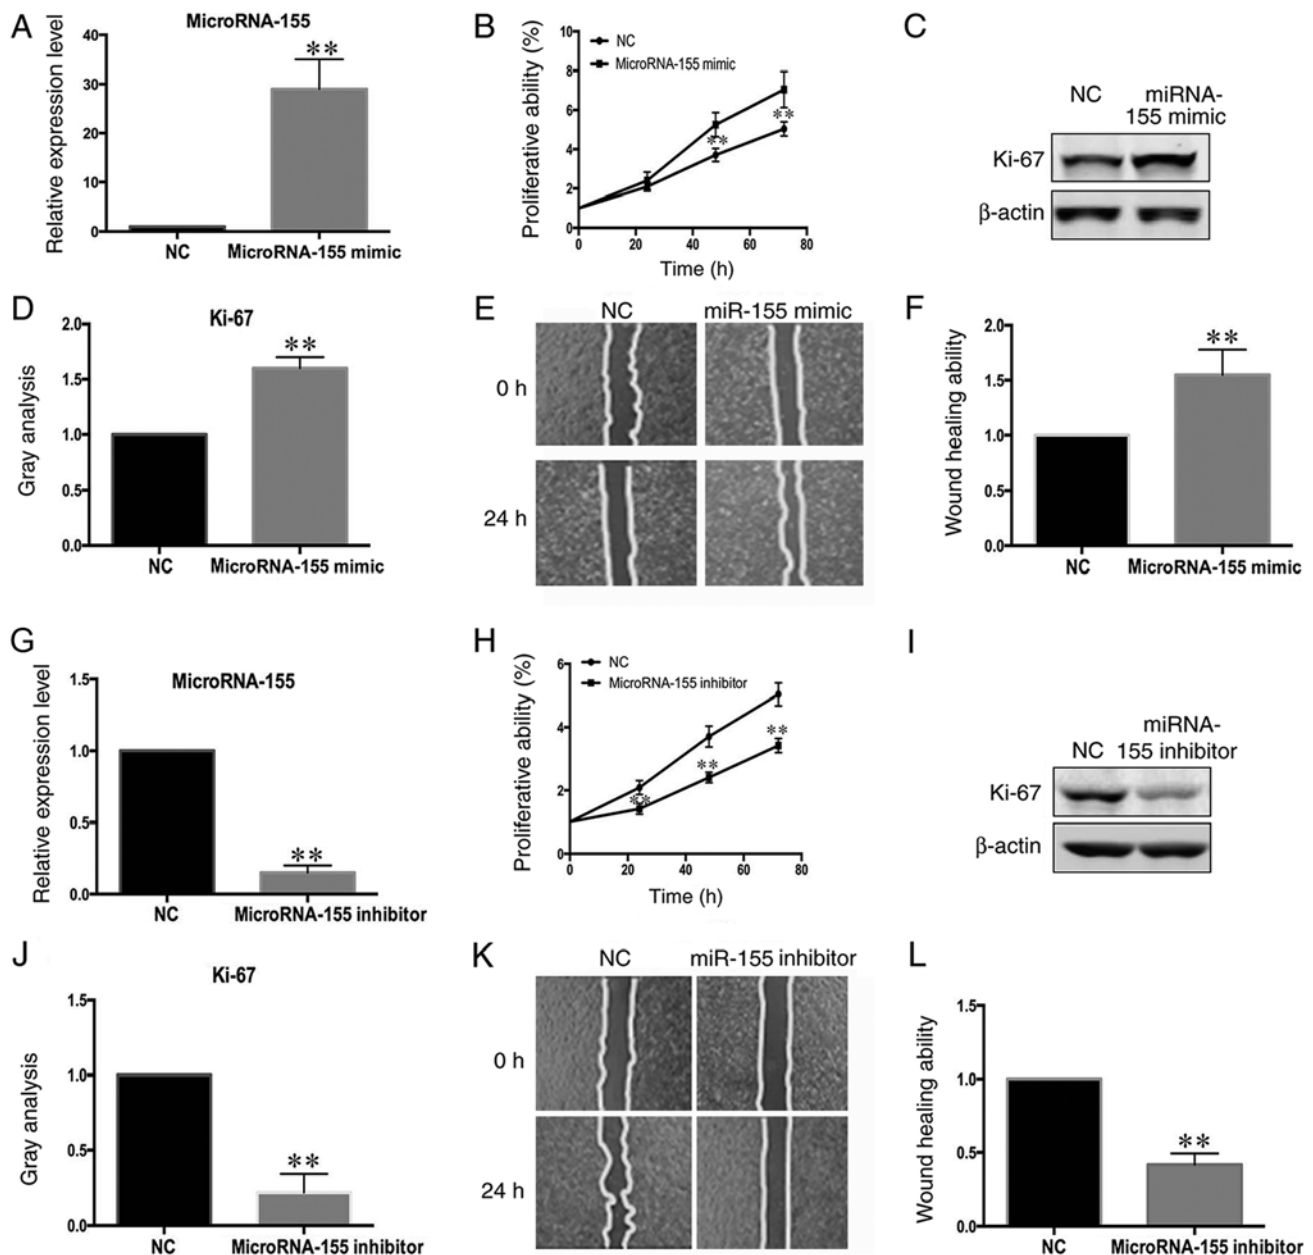 A
MicroRNA-155
Relative expression level
40
30
20
10
0
**
NC
MicroRNA-155 mimic
B
Proliferative ability (%)
10
8
6
4
2
0
NC
MicroRNA-155 mimic
**
**
0
20
40
60
80
Time (h)
C
NC
miRNA-
155 mimic
Ki-67
β-actin
D
Ki-67
Gray analysis
2.0
1.5
1.0
0.5
0.0
**
NC
MicroRNA-155 mimic
E
NC
miR-155 mimic
0 h
24 h
F
Wound healing ability
2.0
1.5
1.0
0.5
0.0
**
NC
MicroRNA-155 mimic
G
MicroRNA-155
Relative expression level
1.5
1.0
0.5
0.0
**
NC
MicroRNA-155 inhibitor
H
Proliferative ability (%)
6
4
2
0
NC
MicroRNA-155 inhibitor
**
**
**
0
20
40
60
80
Time (h)
I
NC
miRNA-
155 inhibitor
Ki-67
β-actin
J
Ki-67
Gray analysis
1.5
1.0
0.5
0.0
**
NC
MicroRNA-155 inhibitor
K
NC
miR-155 inhibitor
0 h
24 h
L
Wound healing ability
1.5
1.0
0.5
0.0
**
NC
MicroRNA-155 inhibitor